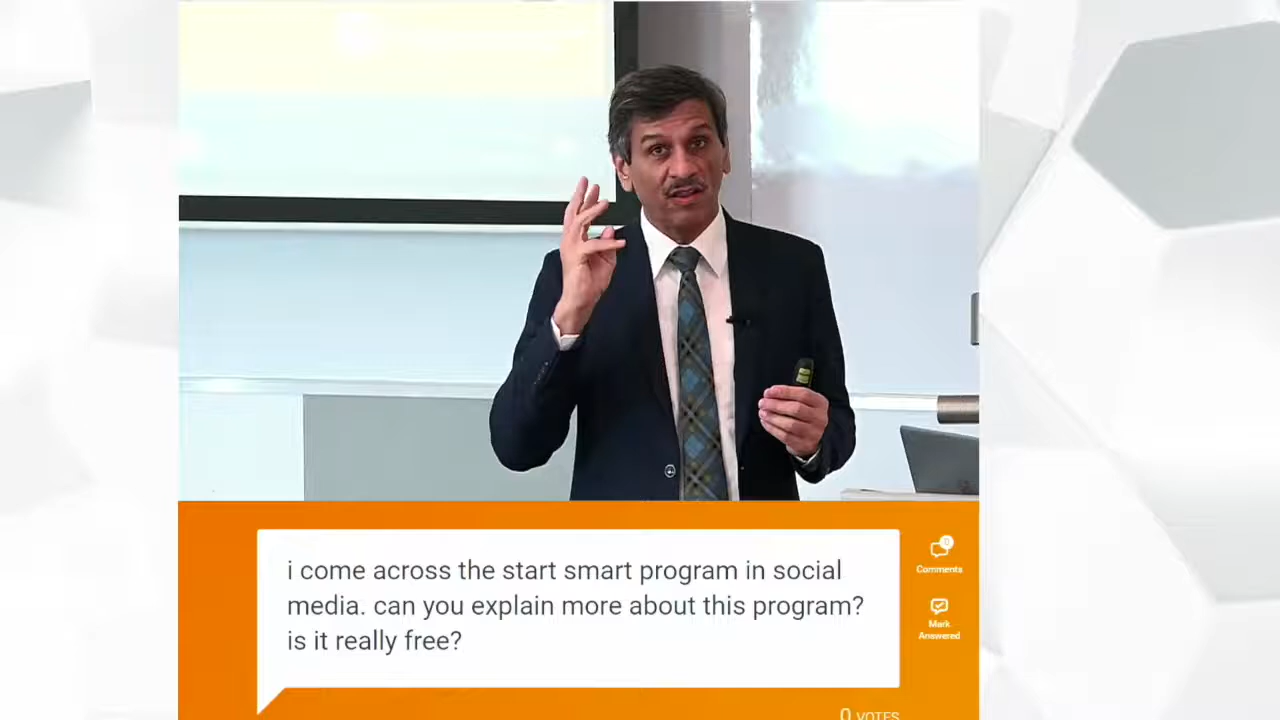 i come across the start smart program in social
media. can you explain more about this program?
is it really free?
0
Comments
Mark
Answered
0 VOTES